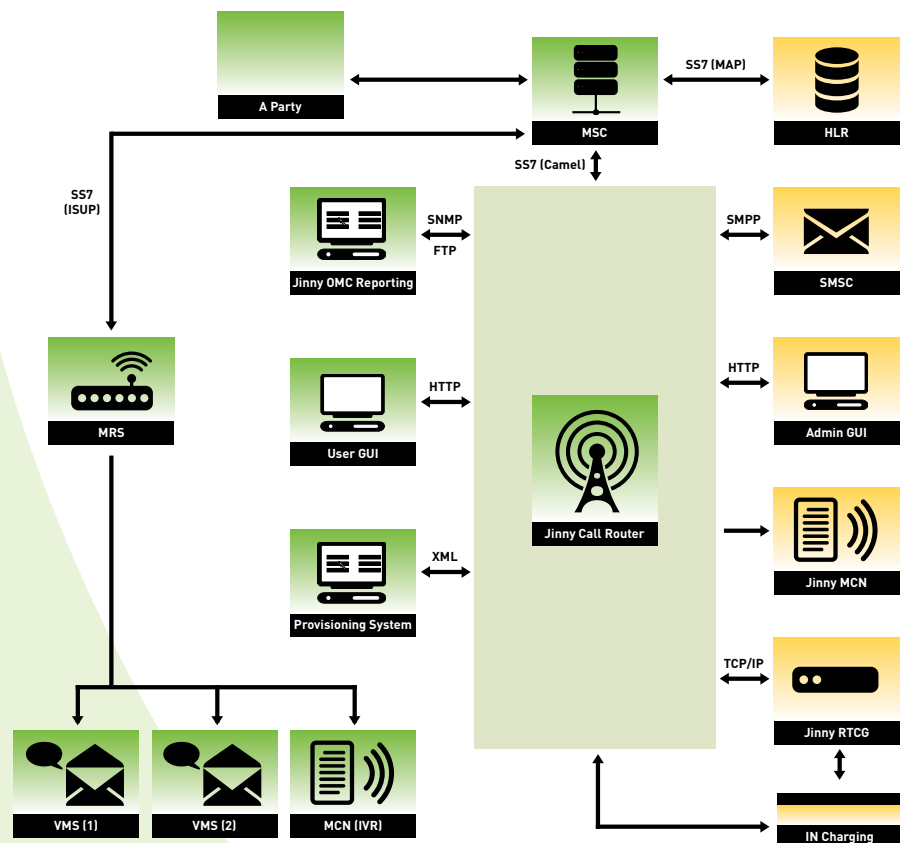 A Party
MSC
SS7 (MAP)
HLR
SS7 (Camel)
SS7
(ISUP)
Jinny OMC Reporting
SNMP
FTP
SMPP
SMSC
MRS
User GUI
HTTP
HTTP
Admin GUI
Jinny Call Router
Jinny MCN
Provisioning System
XML
TCP/IP
Jinny RTCG
VMS (1)
VMS (2)
MCN (IVR)
IN Charging